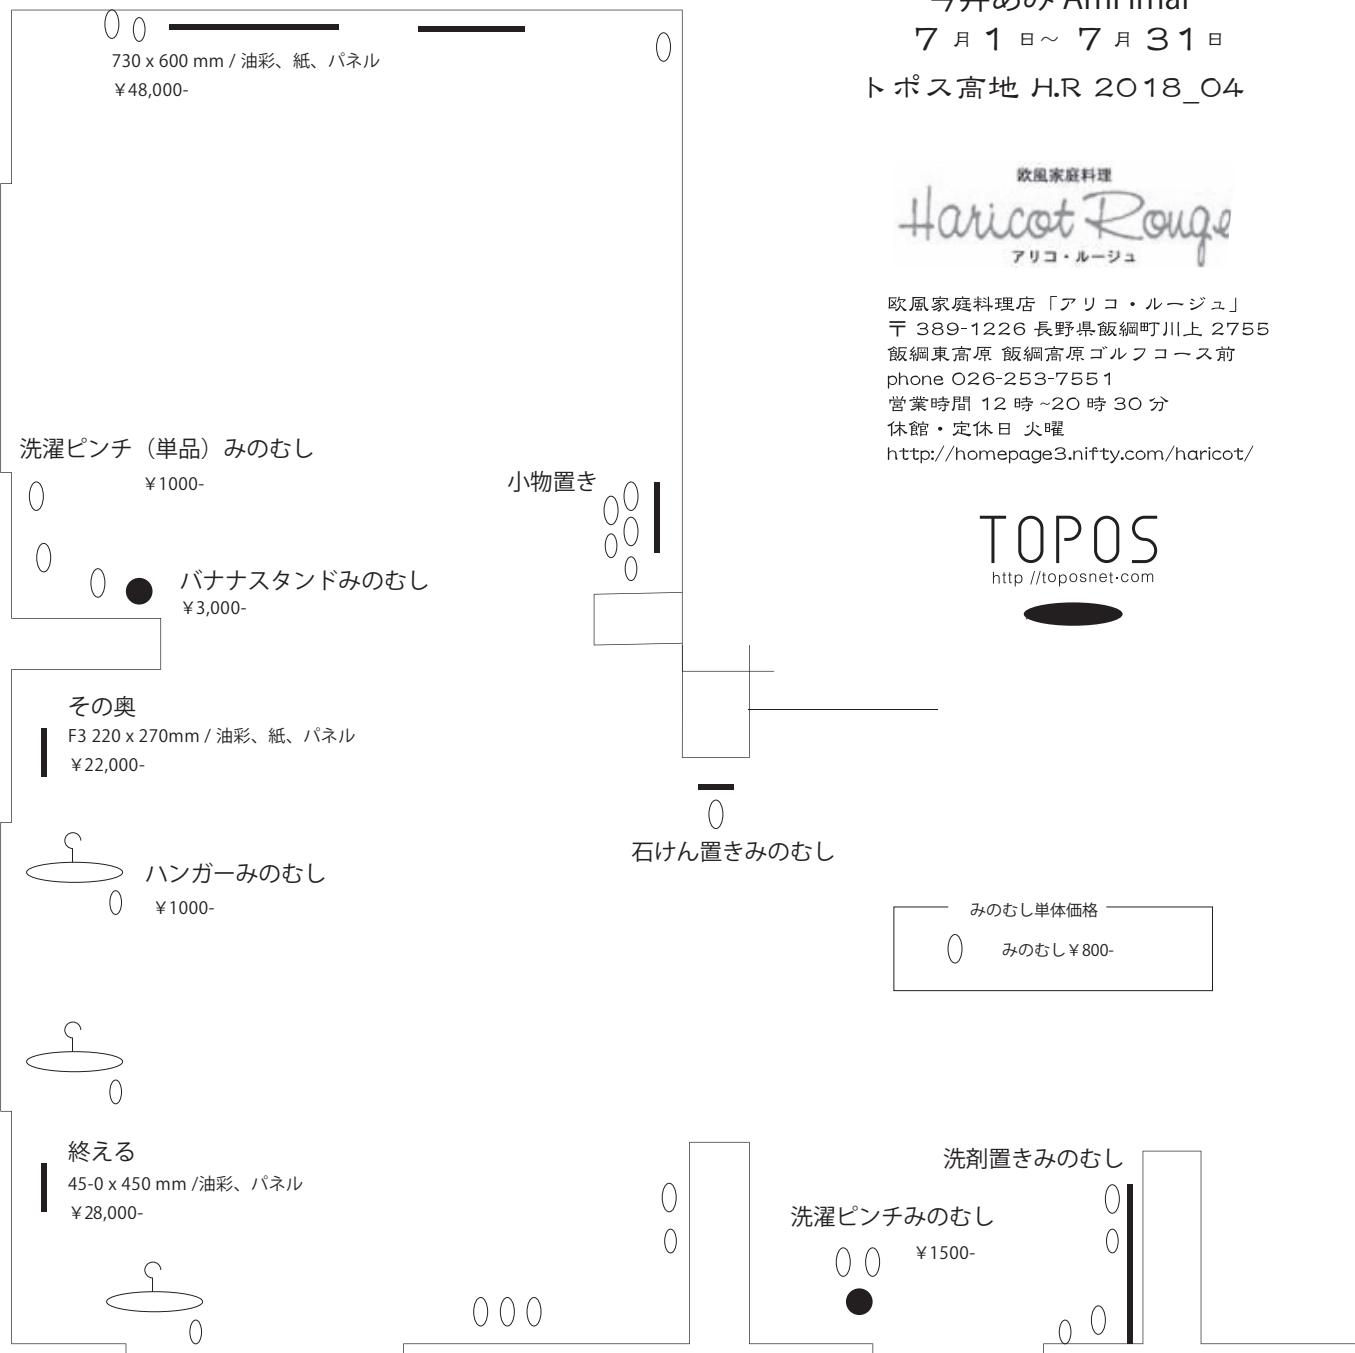 今井あみ Ami Imai
7月1日～7月31日
トポス高地 H.R 2018_04
730 x 600 mm / 油彩、紙、パネル
￥48,000-
欧風家庭料理
Haricot Rouge
アリコ・ルージュ
欧風家庭料理店「アリコ・ルージュ」
〒 389-1226 長野県飯綱町川上 2755
飯綱東高原 飯綱高原ゴルフコース前
phone 026-253-7551
営業時間 12 時 ~20 時 30 分
休館・定休日 火曜
http://homepage3.nifty.com/haricot/
TOPOS
http //toposnet·com
洗濯ピンチ（単品）みのむし
￥1000-
小物置き
バナナスタンドみのむし
￥3,000-
その奥
F3 220 x 270mm / 油彩、紙、パネル
￥22,000-
石けん置きみのむし
ハンガーみのむし
￥1000-
みのむし単体価格
みのむし￥800-
終える
45-0 x 450 mm /油彩、パネル
￥28,000-
洗剤置きみのむし
洗濯ピンチみのむし
￥1500-